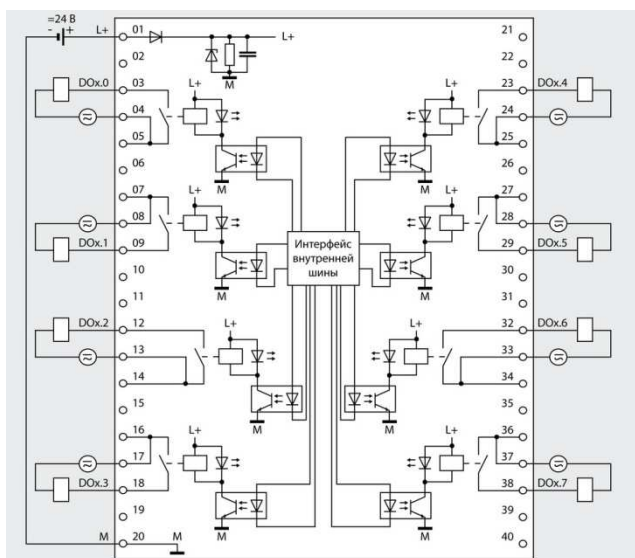 =24 В
- +
L+
01
L+
21
M
02
22
DOx.0
03
L+
L+
23
DOx.4
04
24
05
25
M
M
06
26
07
L+
L+
27
08
28
DOx.1
09
29
DOx.5
Интерфейс
внутренней
шины
M
M
10
30
11
31
DOx.2
12
L+
L+
32
DOx.6
13
33
14
34
M
M
15
35
16
L+
L+
36
17
37
DOx.3
18
38
DOx.7
19
39
M
M
M
20
M
40